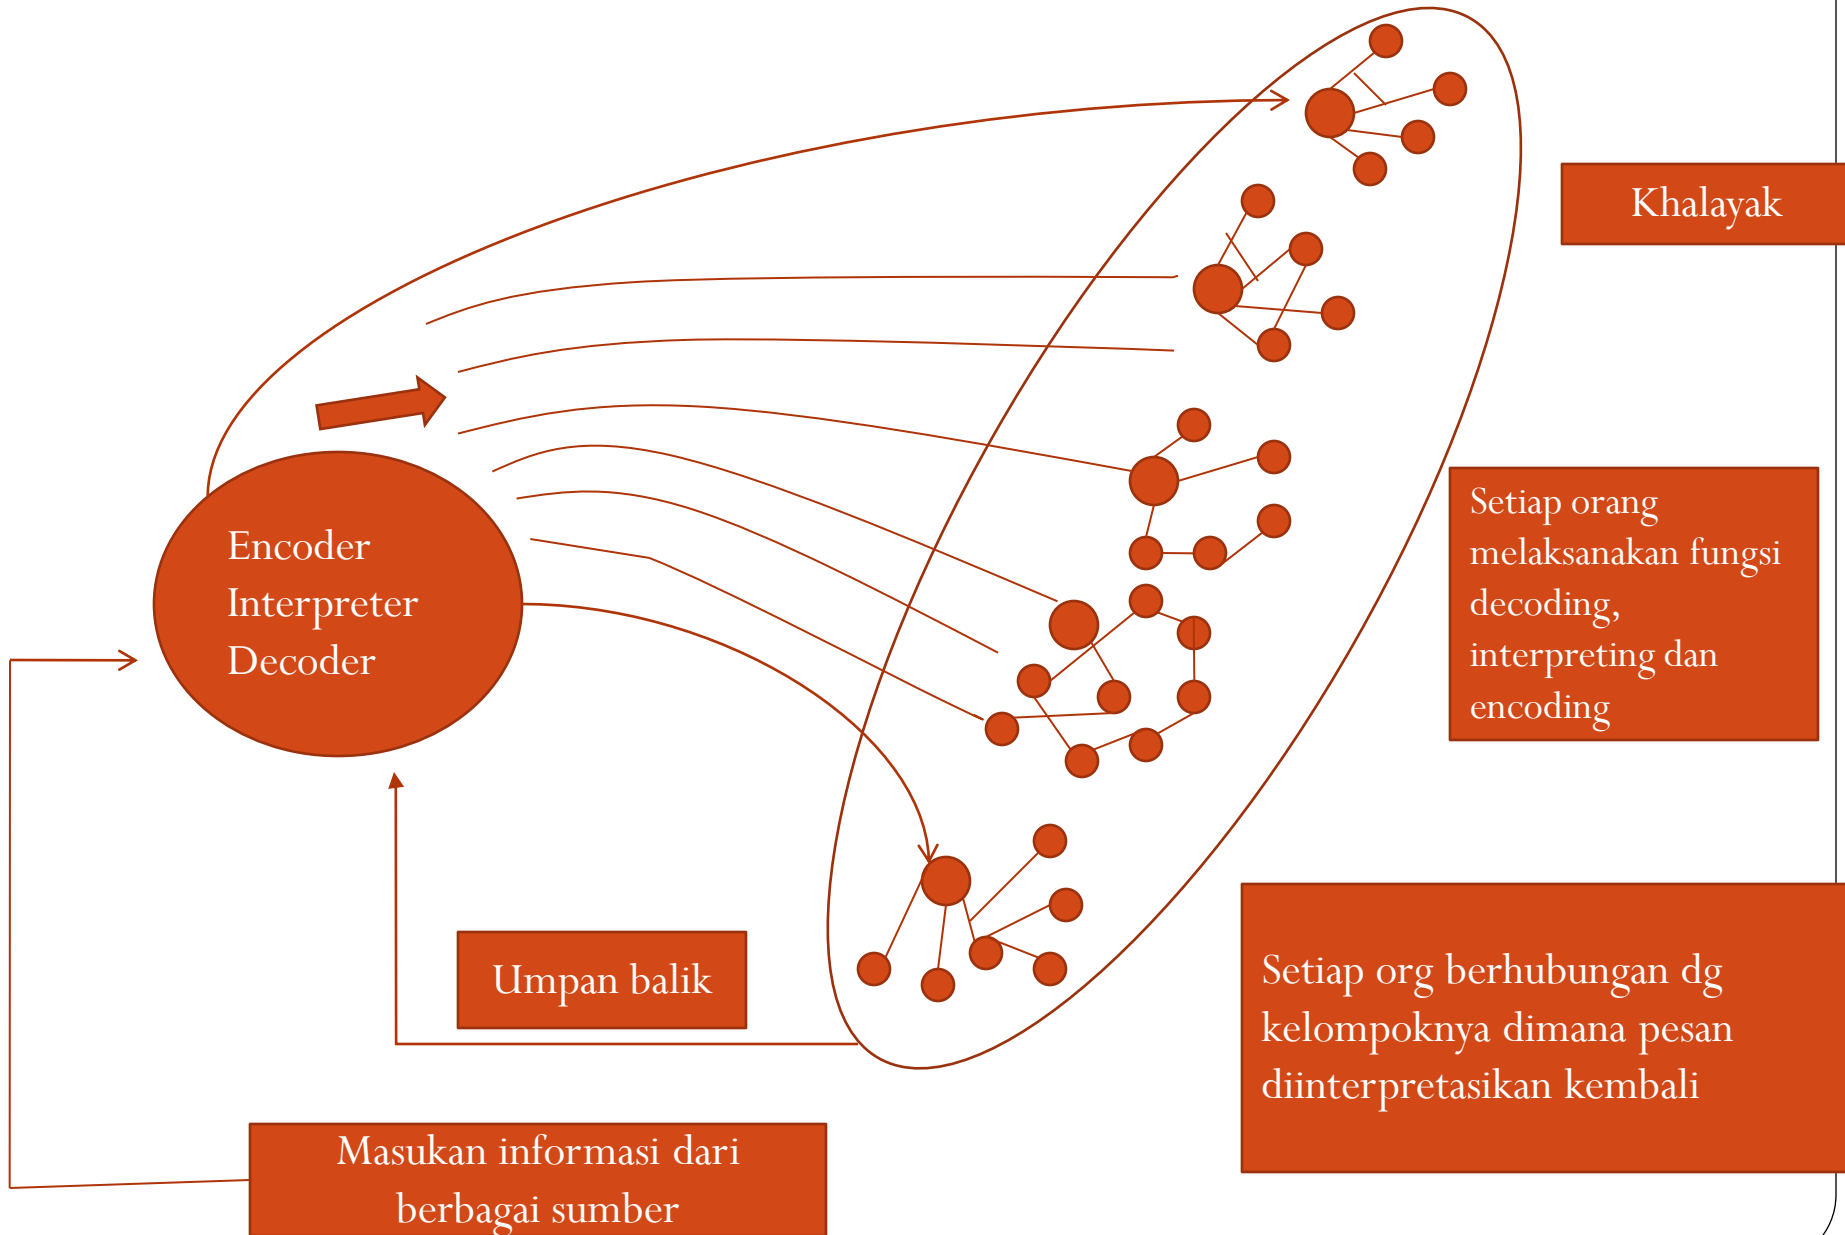 Khalayak
Encoder
Interpreter
Decoder
Setiap orang
melaksanakan fungsi
decoding,
interpreting dan
encoding
Umpan balik
Setiap org berhubungan dg
kelompoknya dimana pesan
diinterpretasikan kembali
Masukan informasi dari
berbagai sumber